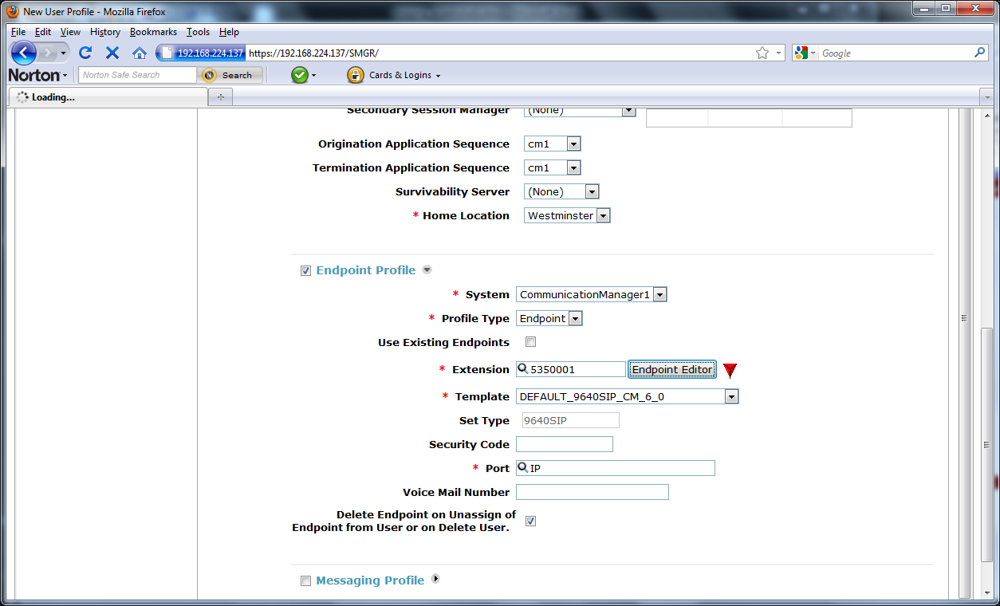 New User Profile - Mozilla Firefox
File Edit View History Bookmarks Tools Help
192.168.224.137 https://192.168.224.137/SMGR/ Google
Norton Norton Safe Search Search Cards & Logins
Loading...
Secondary Session Manager (None)
Origination Application Sequence cm1
Termination Application Sequence cm1
Survivability Server (None)
* Home Location Westminster
Endpoint Profile
* System CommunicationManager1
* Profile Type Endpoint
Use Existing Endpoints
* Extension 5350001 Endpoint Editor
* Template DEFAULT_9640SIP_CM_6_0
Set Type 9640SIP
Security Code
* Port IP
Voice Mail Number
Delete Endpoint on Unassign of
Endpoint from User or on Delete User.
Messaging Profile